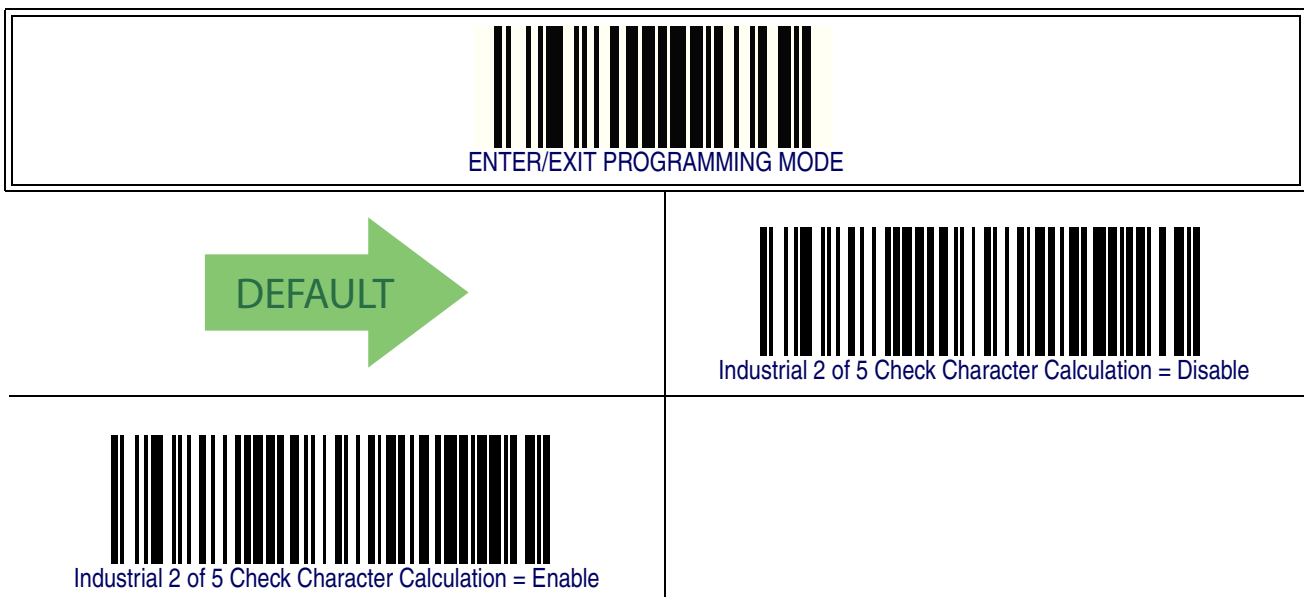 ENTER/EXIT PROGRAMMING MODE
DEFAULT
Industrial 2 of 5 Check Character Calculation = Disable
Industrial 2 of 5 Check Character Calculation = Enable